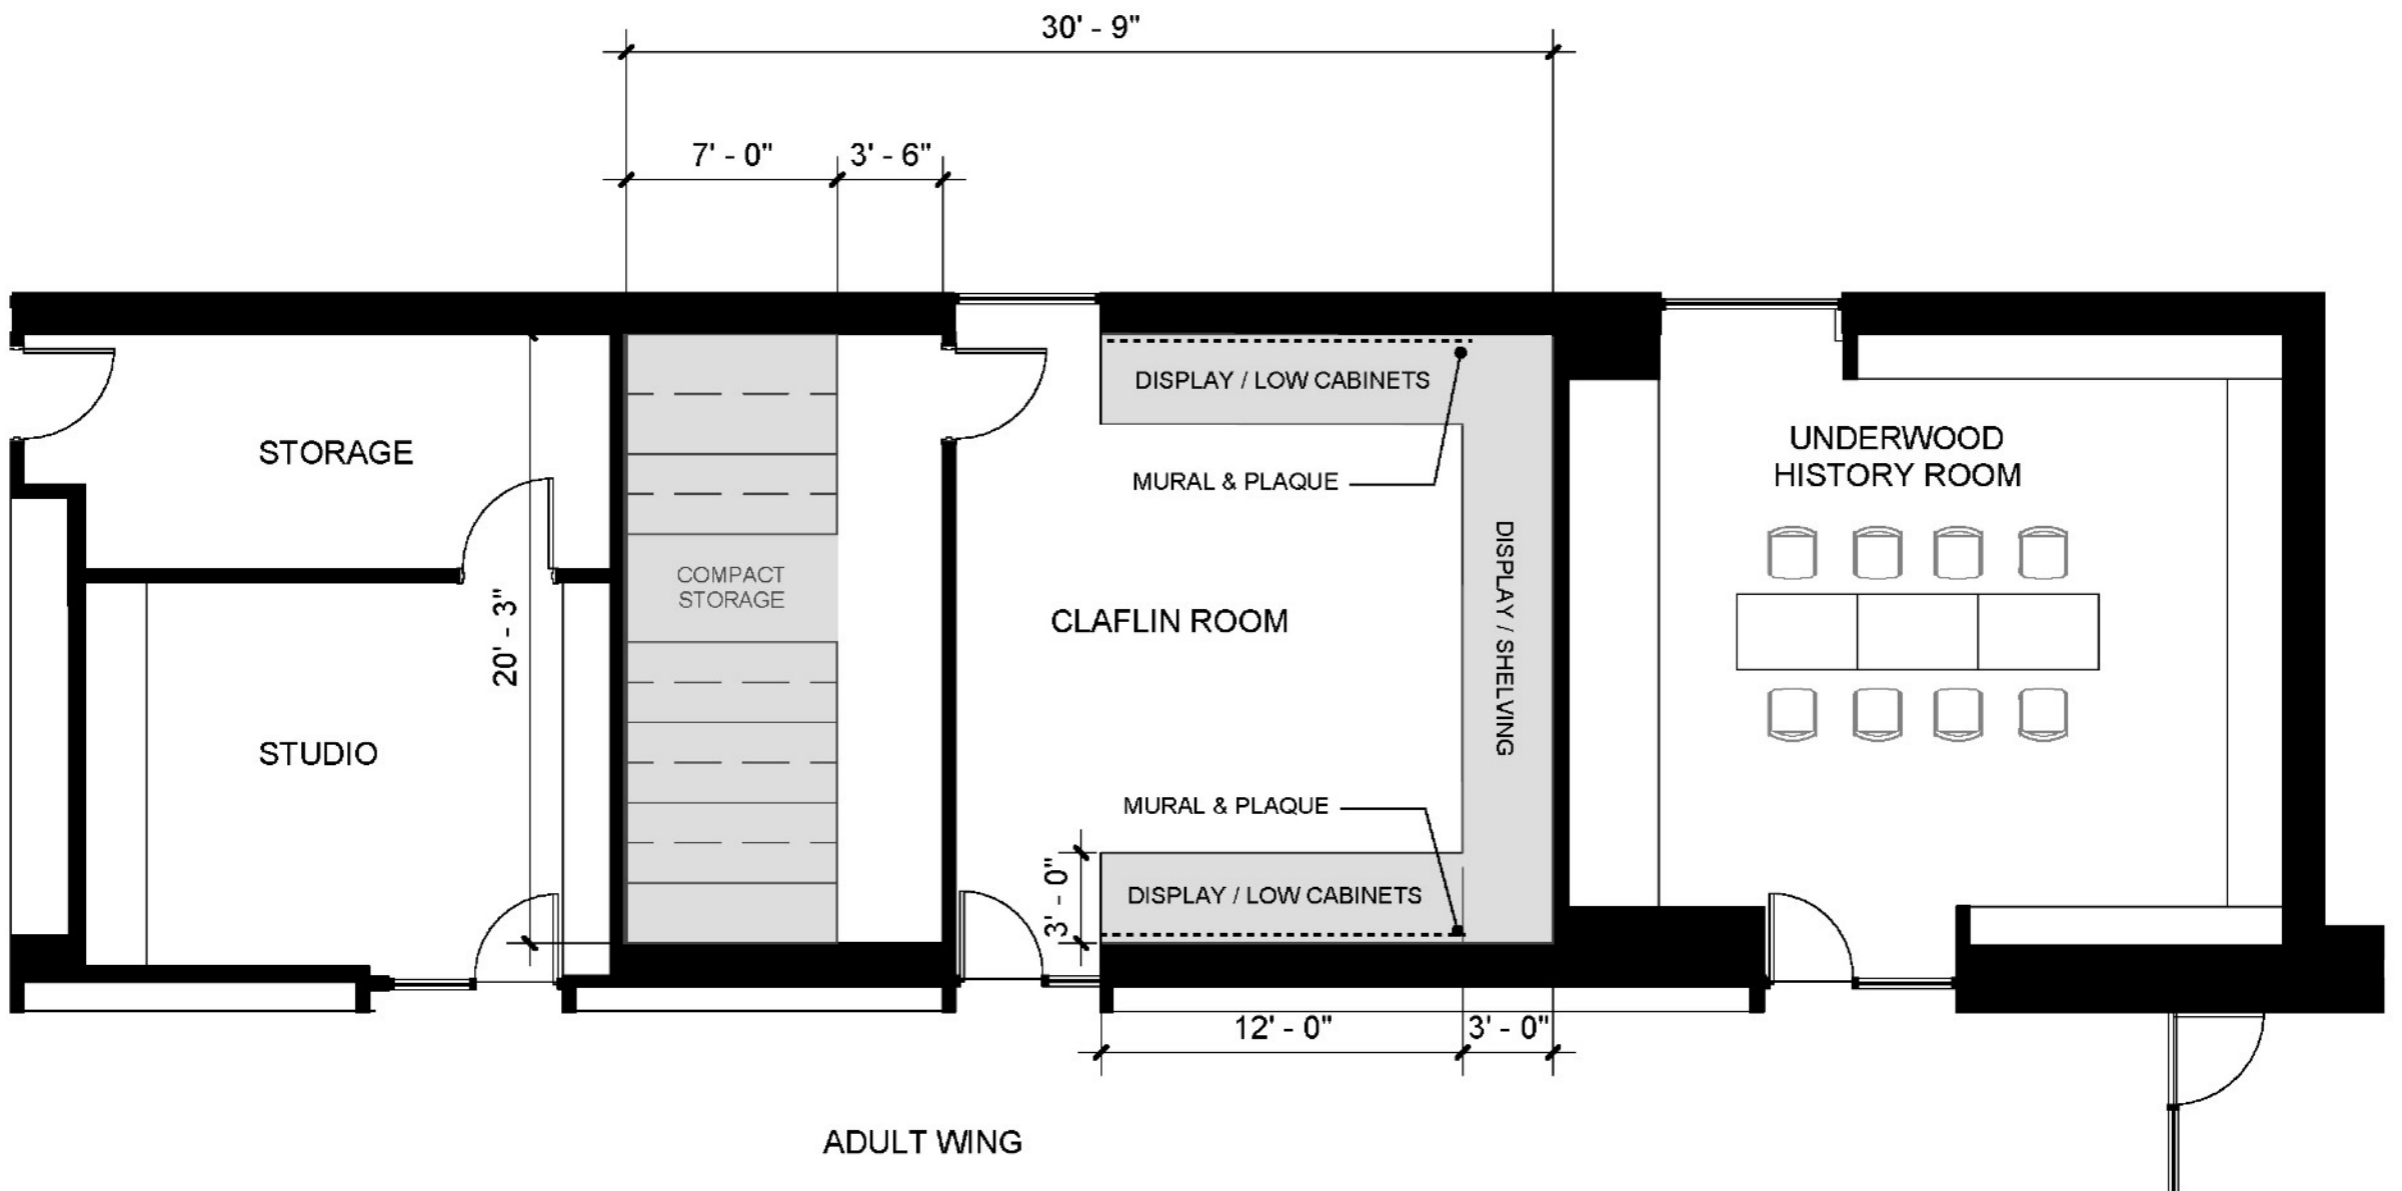 30' - 9"
7' - 0"
3' - 6"
DISPLAY / LOW CABINETS
STORAGE
UNDERWOOD
HISTORY ROOM
MURAL & PLAQUE
COMPACT
STORAGE
20' - 3"
CLAFLIN ROOM
DISPLAY / SHELVING
STUDIO
MURAL & PLAQUE
3' - 0"
DISPLAY / LOW CABINETS
12' - 0"
3' - 0"
ADULT WING